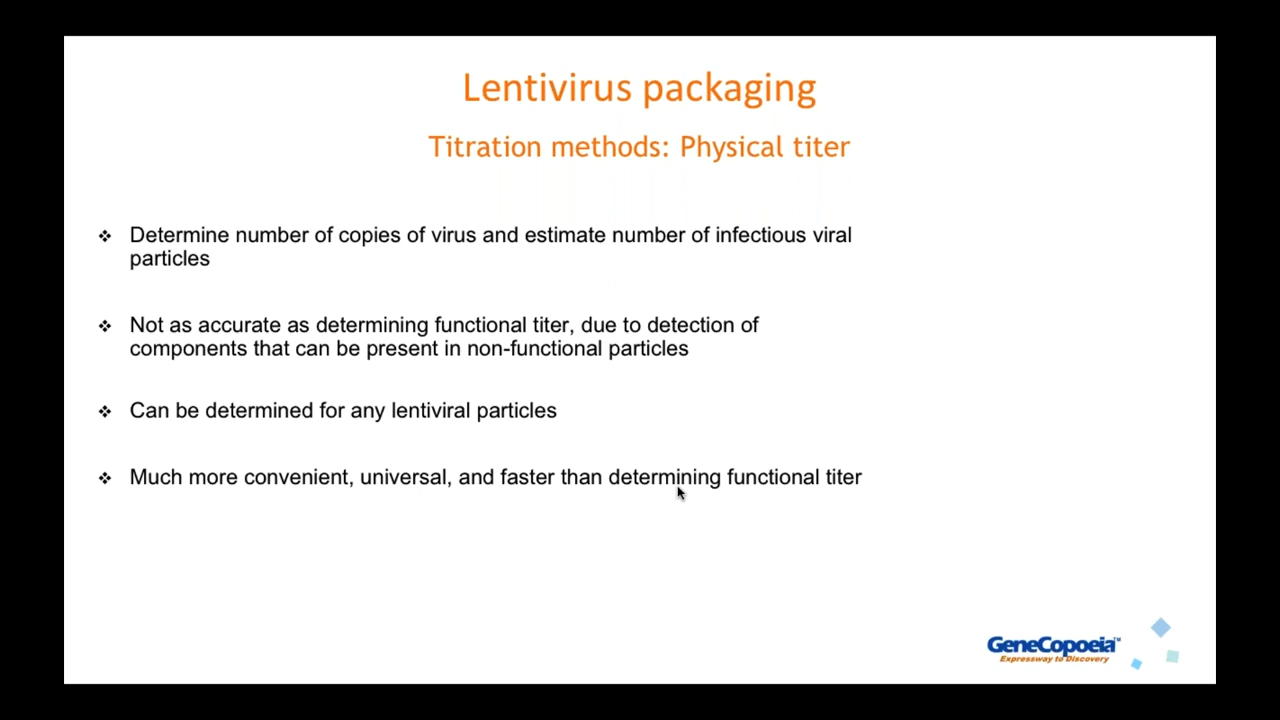 Lentivirus packaging
Titration methods: Physical titer
❖ Determine number of copies of virus and estimate number of infectious viral
particles
❖ Not as accurate as determining functional titer, due to detection of
components that can be present in non-functional particles
❖ Can be determined for any lentiviral particles
❖ Much more convenient, universal, and faster than determining functional titer
GeneCopoeia™
Expressway to Discovery